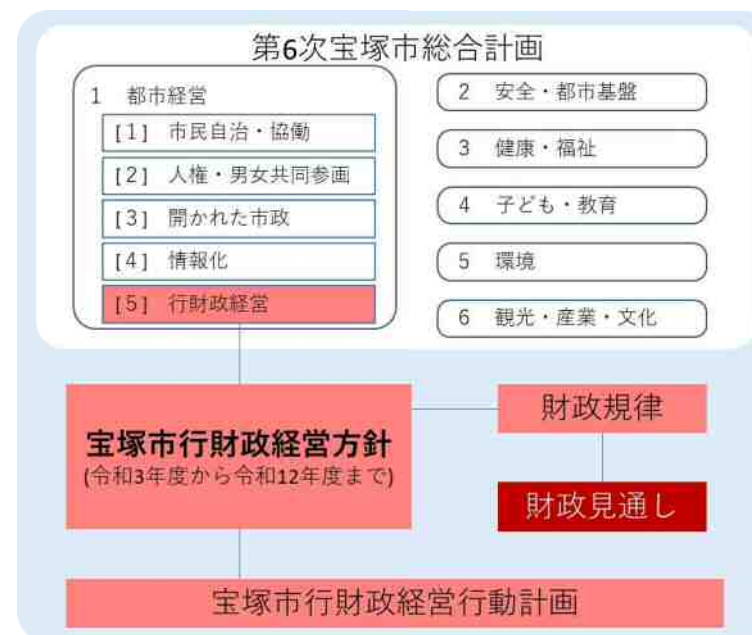 第6次宝塚市総合計画
1 都市経営
[1] 市民自治・協働
[2] 人権・男女共同参画
[3] 開かれた市政
[4] 情報化
[5] 行財政経営
2 安全・都市基盤
3 健康・福祉
4 子ども・教育
5 環境
6 観光・産業・文化
宝塚市行財政経営方針
(令和3年度から令和12年度まで)
財政規律
財政見通し
宝塚市行財政経営行動計画